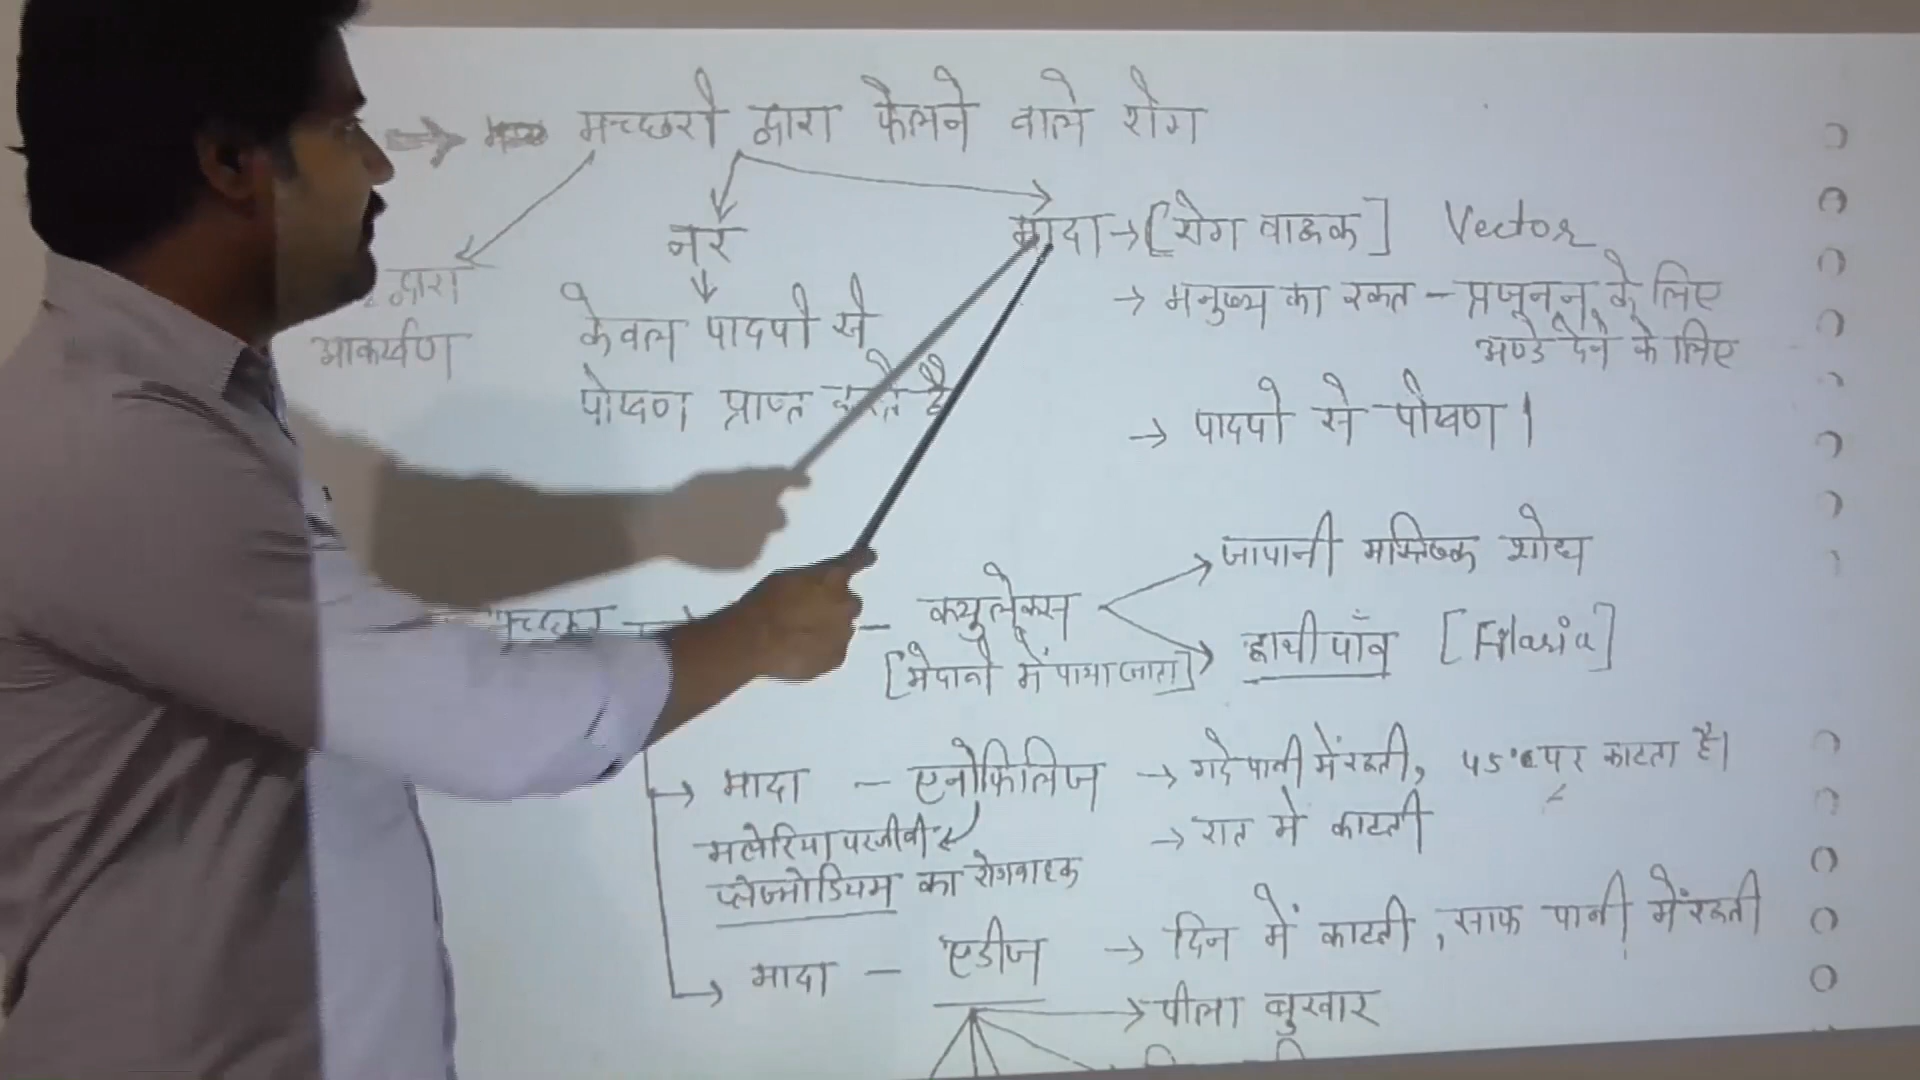 मच्छरो द्वारा फैलने वाले रोग
नर
मादा → [रोग वाहक] Vector
द्वारा
आकर्षण
केवल पादपो से
पोषण प्राप्त करते है
→ मनुष्य का रक्त - प्रजनन के लिए
अण्डे देने के लिए
→ पादपो से पोषण।
जापानी मस्तिष्क शोध
- क्युलेक्स
हाथीपाँव [Filaria]
[मैदानो में पाया जाता]
मादा - एनोफिलिज → गंदे पानी में रहती, 45°C पर काटता है।
→ रात मे काटती
मलेरिया परजीवी
प्लेज्मोडियम का रोगवाहक
मादा - एडीज → दिन में काटती, साफ पानी में रहती
पीला बुखार